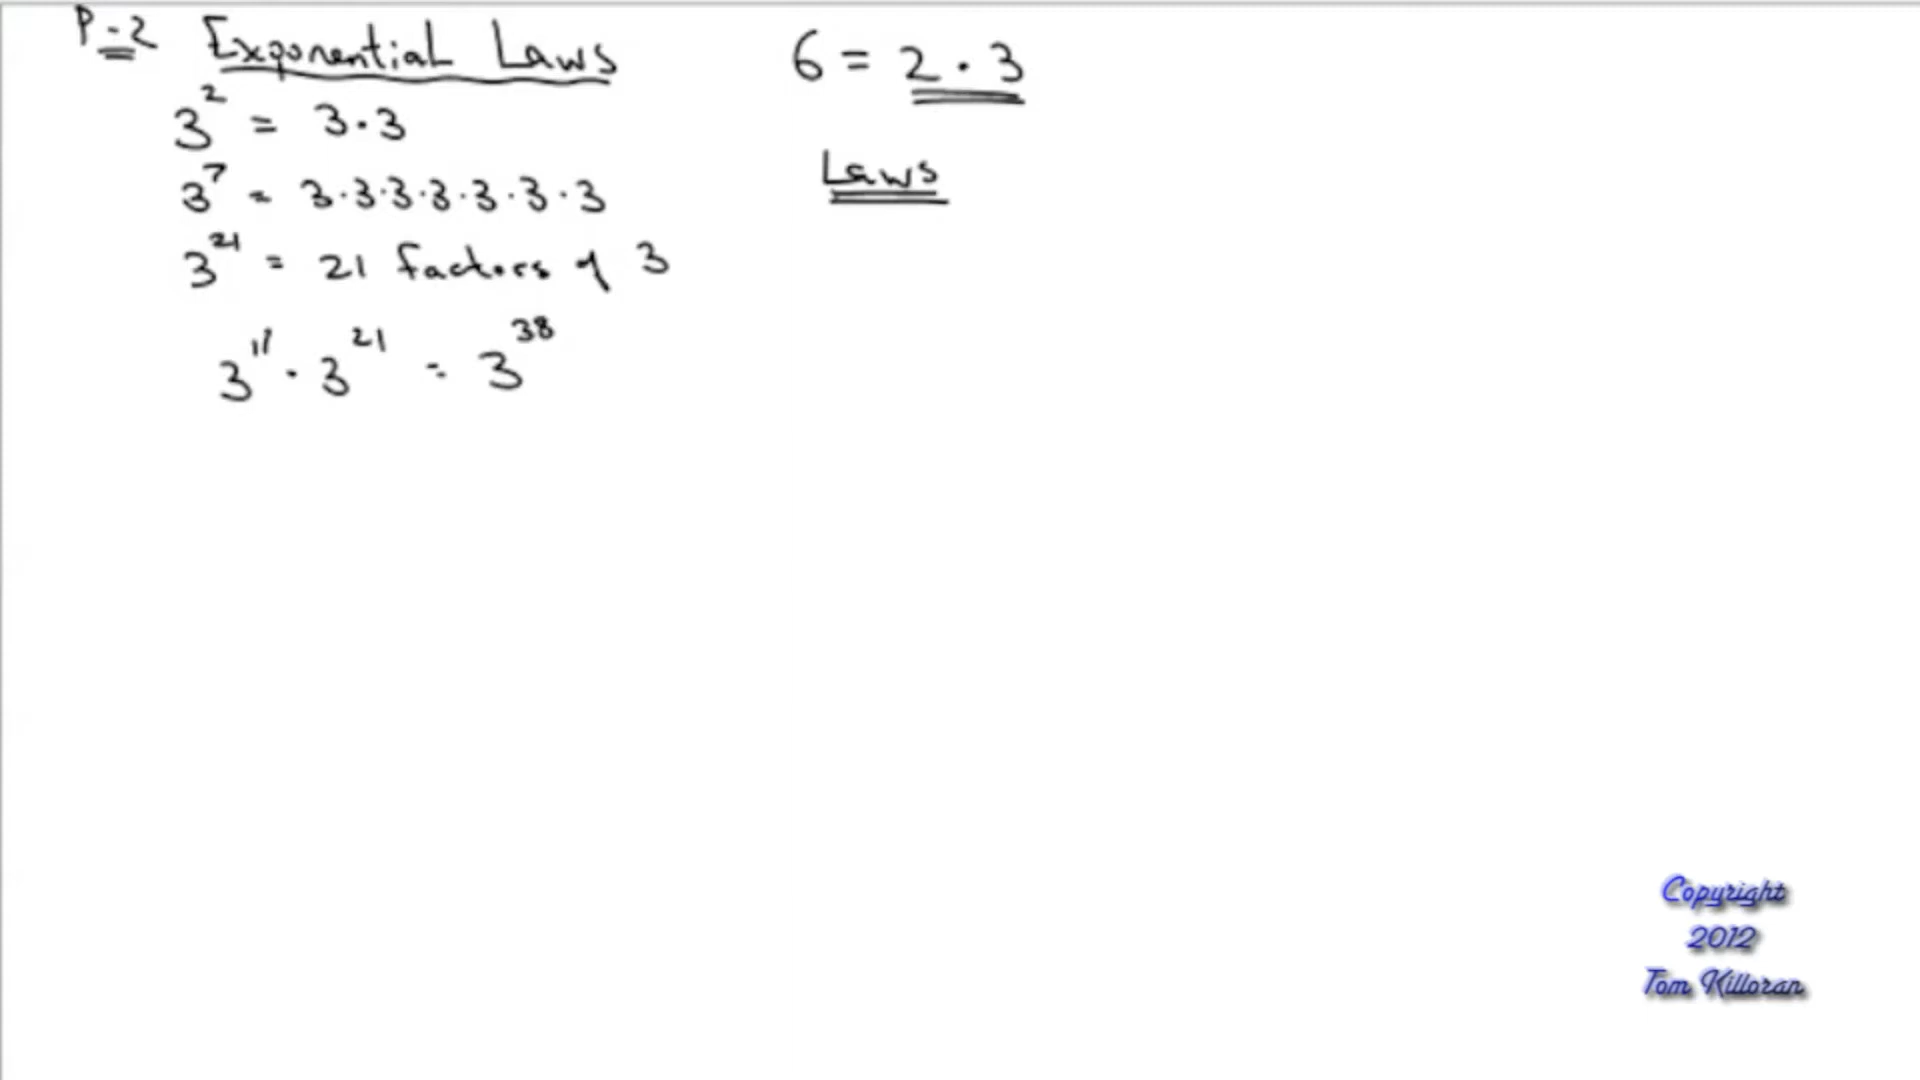 P-2 Exponential Laws
3² = 3·3
3⁷ = 3·3·3·3·3·3·3
3²¹ = 21 factors of 3
3¹⁷ · 3²¹ = 3³⁸
6 = 2 · 3
Laws
Copyright
2012
Tom Killoran